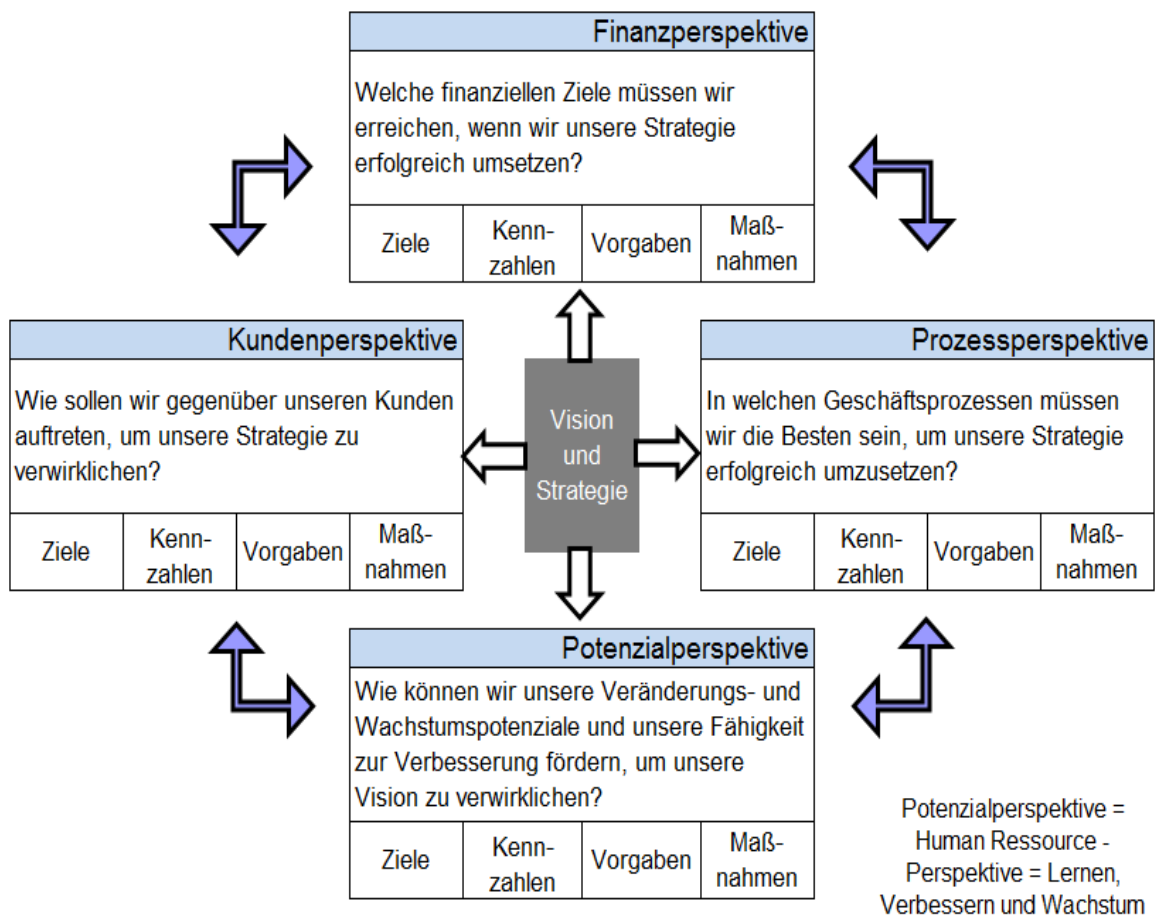 Finanzperspektive
Welche finanziellen Ziele müssen wir
erreichen, wenn wir unsere Strategie
erfolgreich umsetzen?
Ziele
Kenn-
zahlen
Vorgaben
Maß-
nahmen
Kundenperspektive
Wie sollen wir gegenüber unseren Kunden
auftreten, um unsere Strategie zu
verwirklichen?
Ziele
Kenn-
zahlen
Vorgaben
Maß-
nahmen
Vision
und
Strategie
Prozessperspektive
In welchen Geschäftsprozessen müssen
wir die Besten sein, um unsere Strategie
erfolgreich umzusetzen?
Ziele
Kenn-
zahlen
Vorgaben
Maß-
nahmen
Potenzialperspektive
Wie können wir unsere Veränderungs- und
Wachstumspotenziale und unsere Fähigkeit
zur Verbesserung fördern, um unsere
Vision zu verwirklichen?
Ziele
Kenn-
zahlen
Vorgaben
Maß-
nahmen
Potenzialperspektive =
Human Ressource -
Perspektive = Lernen,
Verbessern und Wachstum